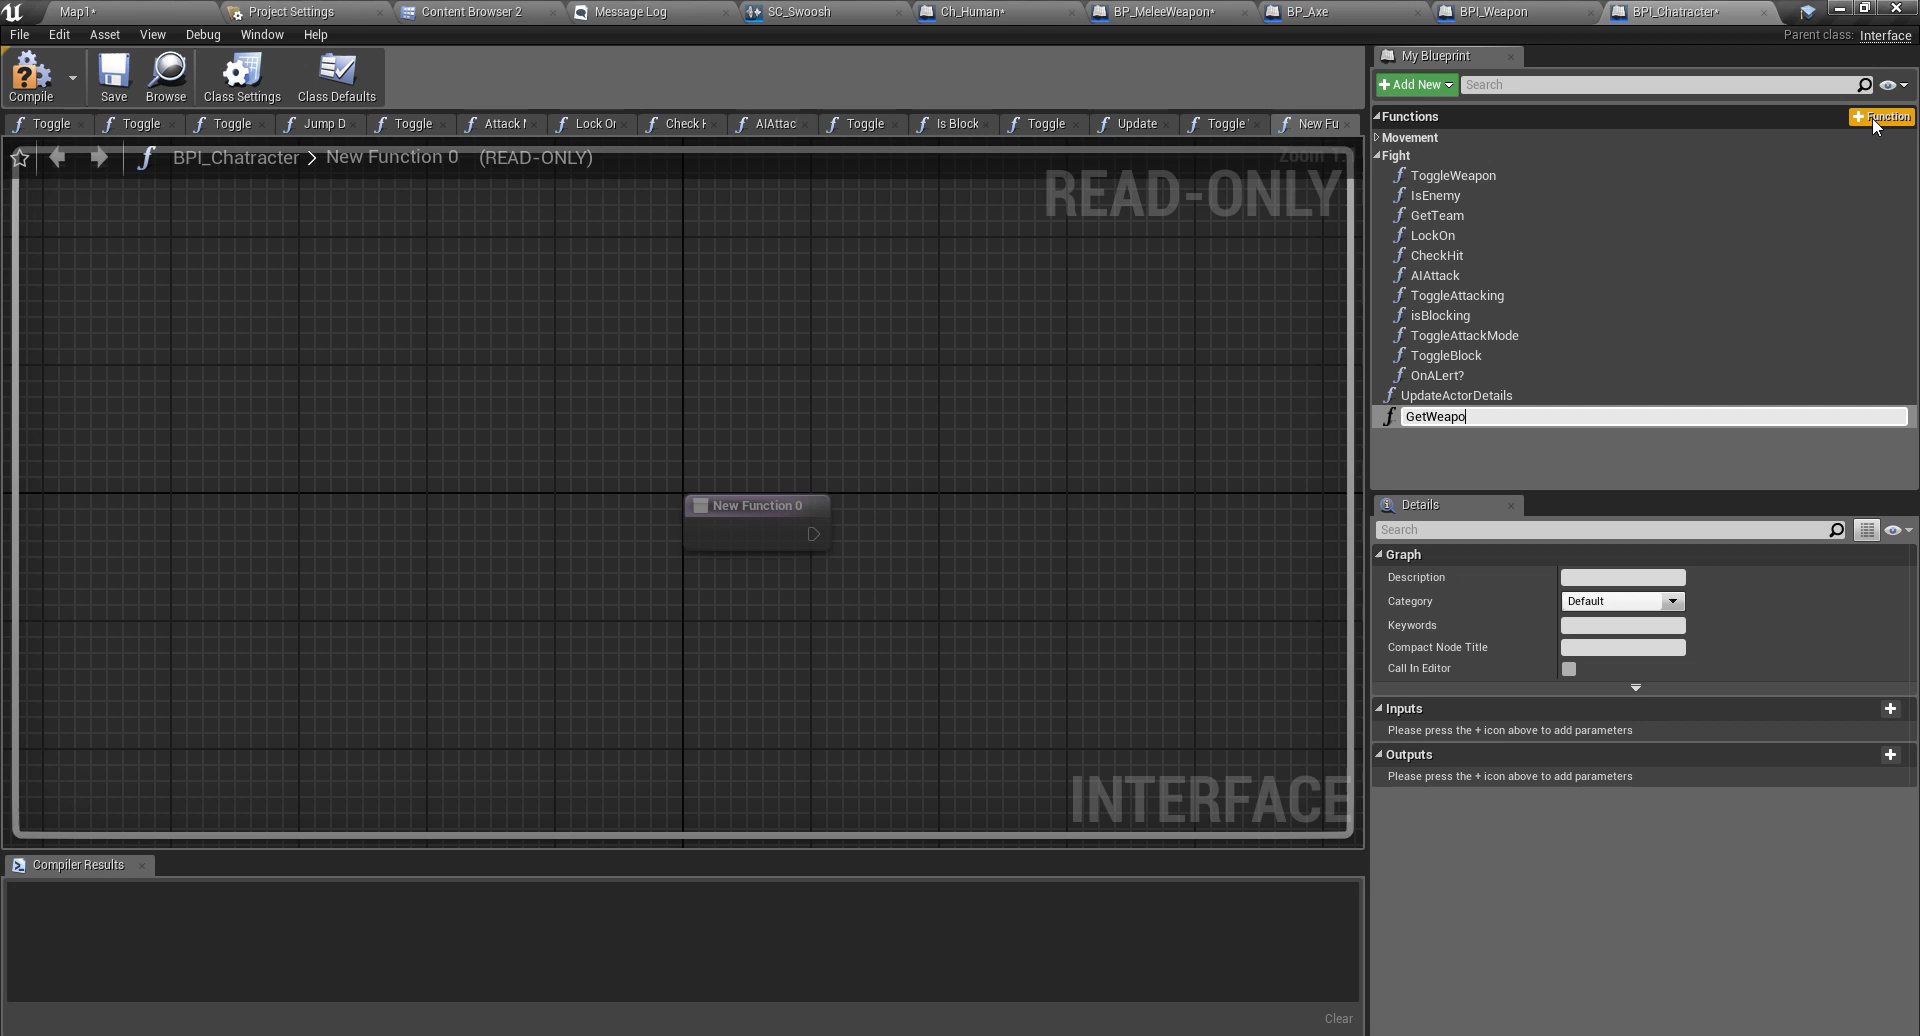 Map1*
Project Settings
Content Browser 2
Message Log
SC_Swoosh
Ch_Human*
BP_MeleeWeapon*
BP_Axe
BPI_Weapon
BPI_Chatracter*
File
Edit
Asset
View
Debug
Window
Help
Parent class: Interface
Compile
Save
Browse
Class Settings
Class Defaults
My Blueprint
+ Add New
Search
Toggle
Toggle
Toggle
Jump D
Toggle
Attack
Lock Or
Check
AIAttac
Toggle
Is Block
Toggle
Update
Toggle
New Fu
BPI_Chatracter > New Function 0 (READ-ONLY)
Zoom
READ-ONLY
New Function 0
INTERFACE
Functions
+ Function
Movement
Fight
ToggleWeapon
IsEnemy
GetTeam
LockOn
CheckHit
AIAttack
ToggleAttacking
isBlocking
ToggleAttackMode
ToggleBlock
OnALert?
UpdateActorDetails
GetWeapo
Details
Search
Graph
Description
Category
Default
Keywords
Compact Node Title
Call In Editor
Inputs
Please press the + icon above to add parameters
Outputs
Please press the + icon above to add parameters
Compiler Results
Clear